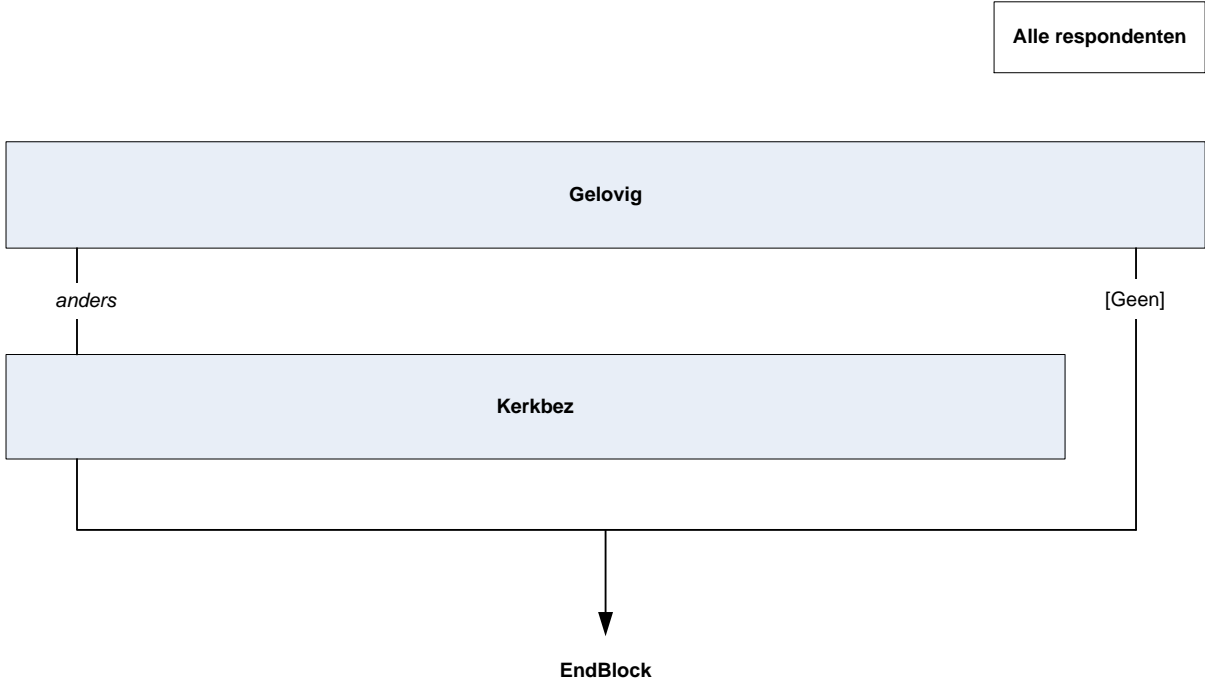 Alle respondenten
Gelovig
anders
[Geen]
Kerkbez
EndBlock